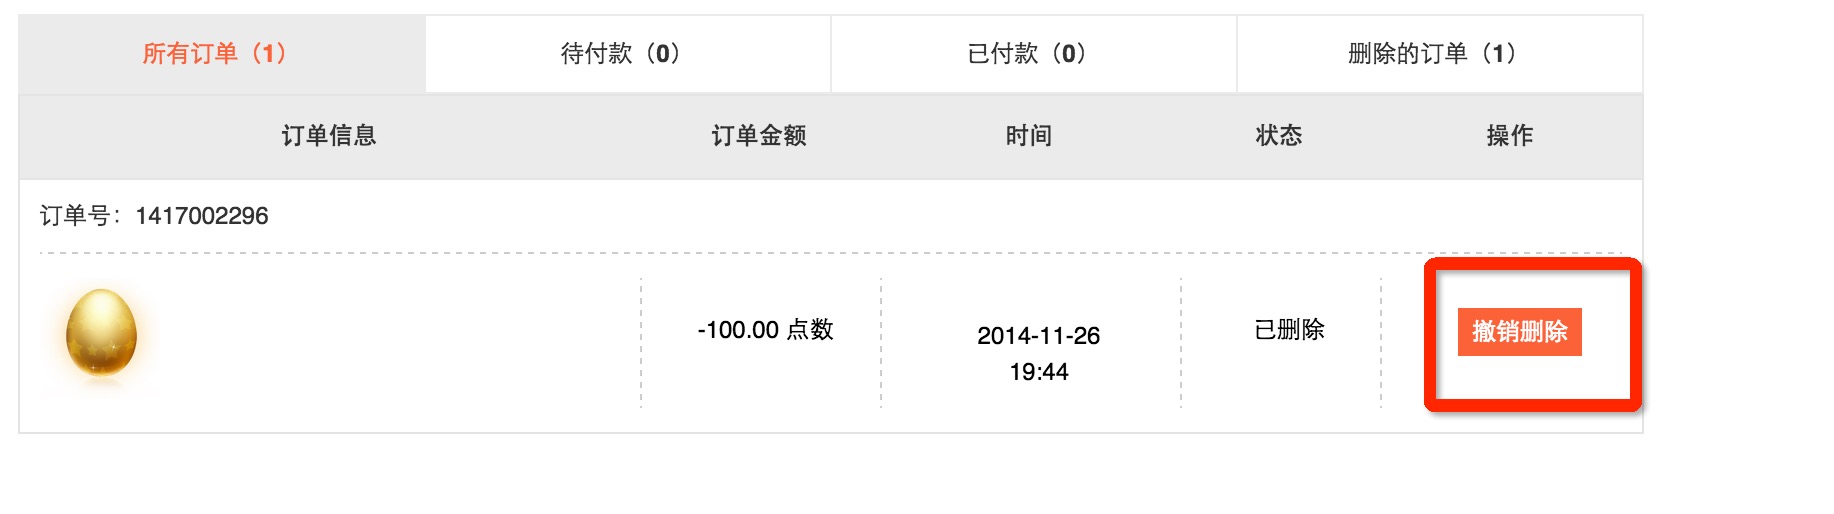 所有订单（1） 待付款（0） 已付款（0） 删除的订单（1）
订单信息 订单金额 时间 状态 操作
订单号：1417002296
-100.00 点数 2014-11-26 已删除 撤销删除
19:44